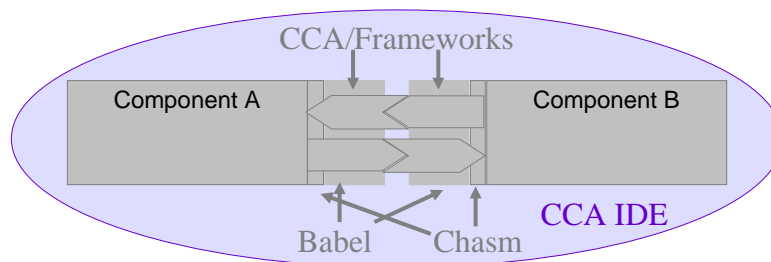 CCA/Frameworks
Component A
Component B
CCA IDE
Babel
Chasm